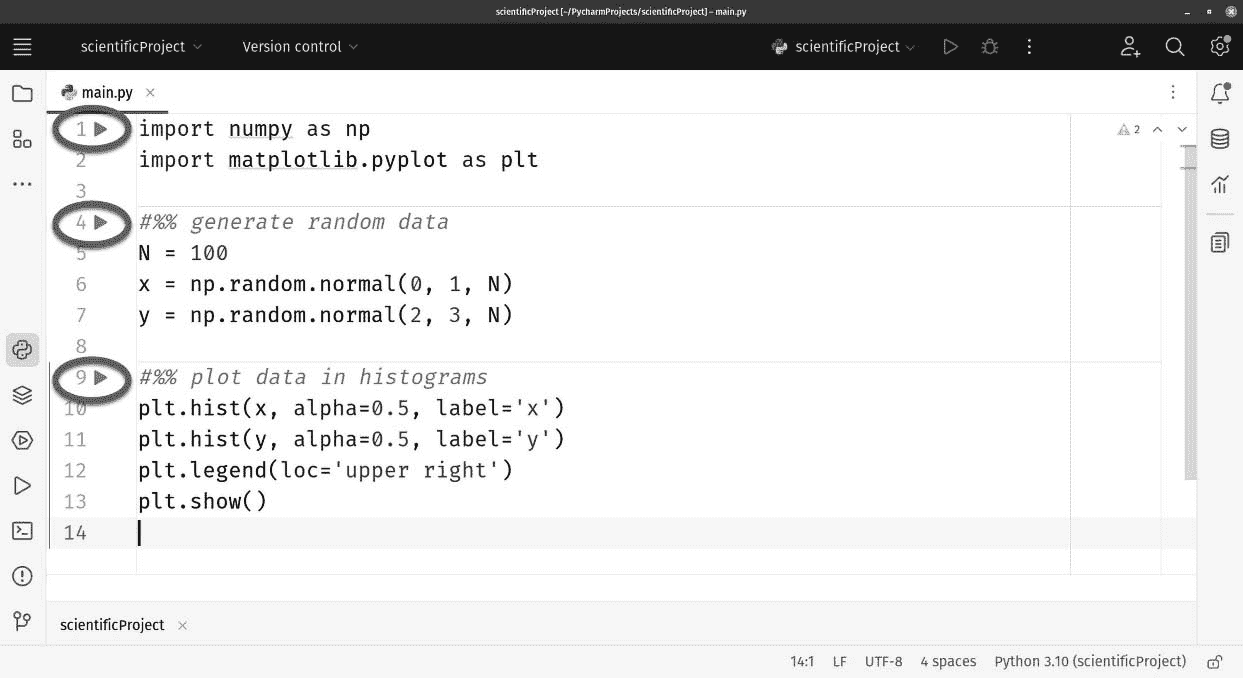 scientificProject [~/PycharmProjects/scientificProject] – main.py
scientificProject Version control scientificProject
main.py
2
1 import numpy as np
2 import matplotlib.pyplot as plt
3
4 #%% generate random data
5 N = 100
6 x = np.random.normal(0, 1, N)
7 y = np.random.normal(2, 3, N)
8
9 #%% plot data in histograms
10 plt.hist(x, alpha=0.5, label='x')
11 plt.hist(y, alpha=0.5, label='y')
12 plt.legend(loc='upper right')
13 plt.show()
14
scientificProject
14:1 LF UTF-8 4 spaces Python 3.10 (scientificProject)